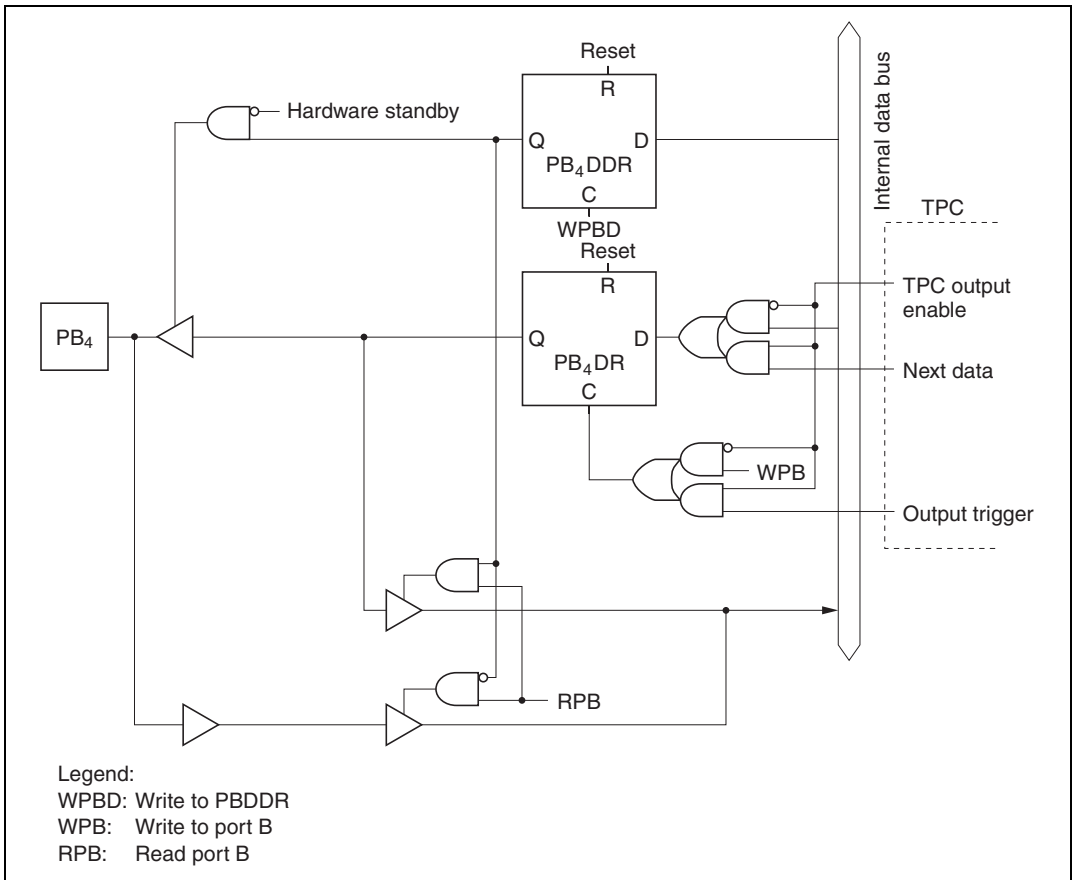 Reset
R
Hardware standby
Q
D
PB₄DDR
C
WPBD
Internal data bus
TPC
Reset
R
TPC output
enable
PB₄
Q
D
PB₄DR
C
Next data
WPB
Output trigger
RPB
Legend:
WPBD: Write to PBDDR
WPB: Write to port B
RPB: Read port B